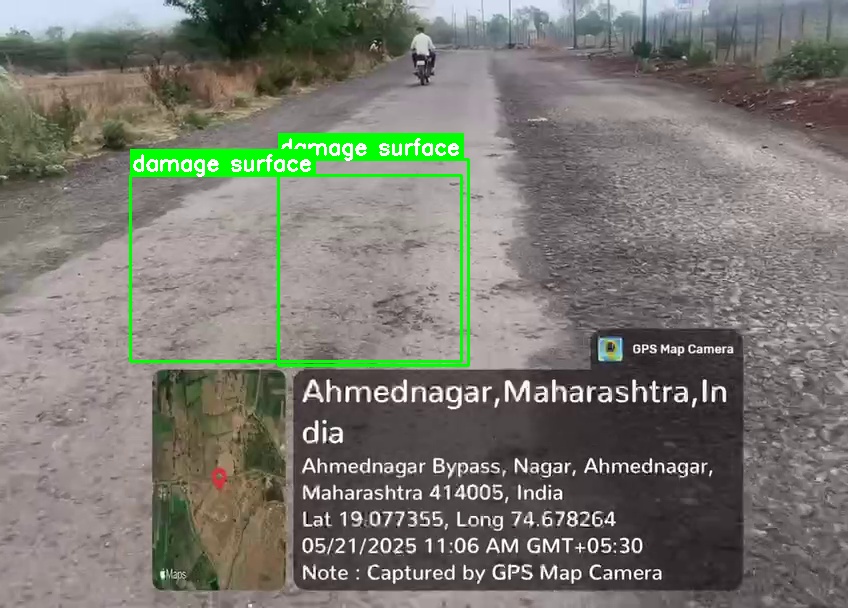 damage surface
damage surface
GPS Map Camera
Ahmednagar,Maharashtra,In
dia
Ahmednagar Bypass, Nagar, Ahmednagar,
Maharashtra 414005, India
Lat 19.077355, Long 74.678264
05/21/2025 11:06 AM GMT+05:30
Note : Captured by GPS Map Camera
Maps